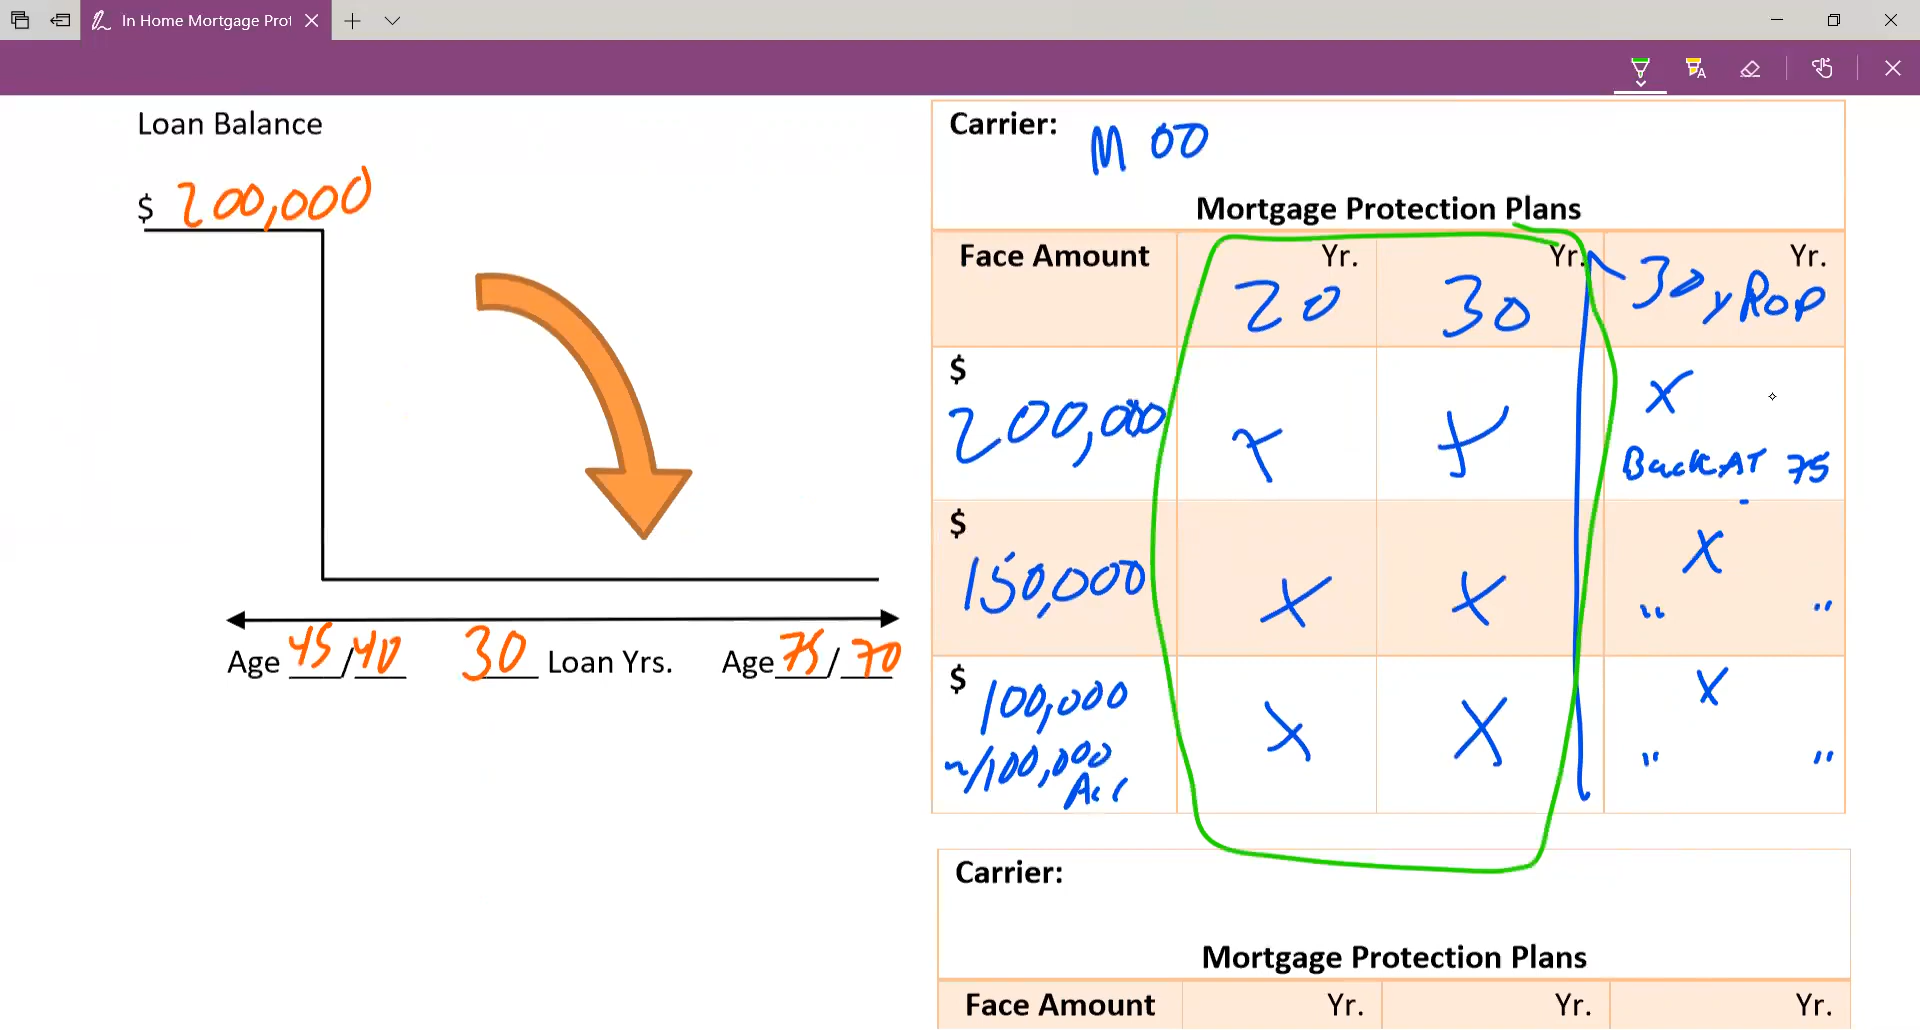 In Home Mortgage Prot
Loan Balance
$ 200,000
Age 45/40 30 Loan Yrs. Age 75/70
Carrier: M OO
Mortgage Protection Plans
Face Amount Yr. Yr. Yr.
20 30 30 y ROP
$ 200,000 X X X
Back AT 75
$ 150,000 X X X
" "
$ 100,000 X X X
w/100,000 " "
Acc
Carrier:
Mortgage Protection Plans
Face Amount Yr. Yr. Yr.